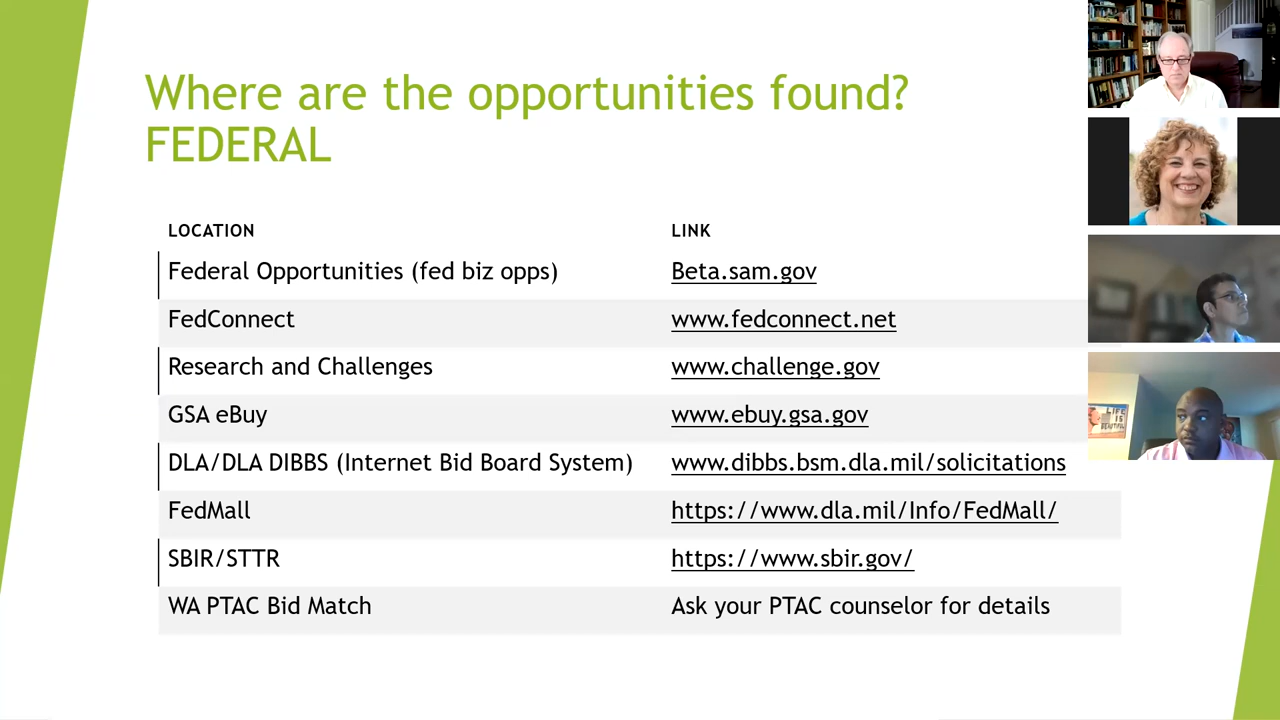 Where are the opportunities found?
FEDERAL
LOCATION LINK
Federal Opportunities (fed biz opps) Beta.sam.gov
FedConnect www.fedconnect.net
Research and Challenges www.challenge.gov
GSA eBuy www.ebuy.gsa.gov
DLA/DLA DIBBS (Internet Bid Board System) www.dibbs.bsm.dla.mil/solicitations
FedMall https://www.dla.mil/Info/FedMall/
SBIR/STTR https://www.sbir.gov/
WA PTAC Bid Match Ask your PTAC counselor for details
LIFE
IS
BEAUTIFUL